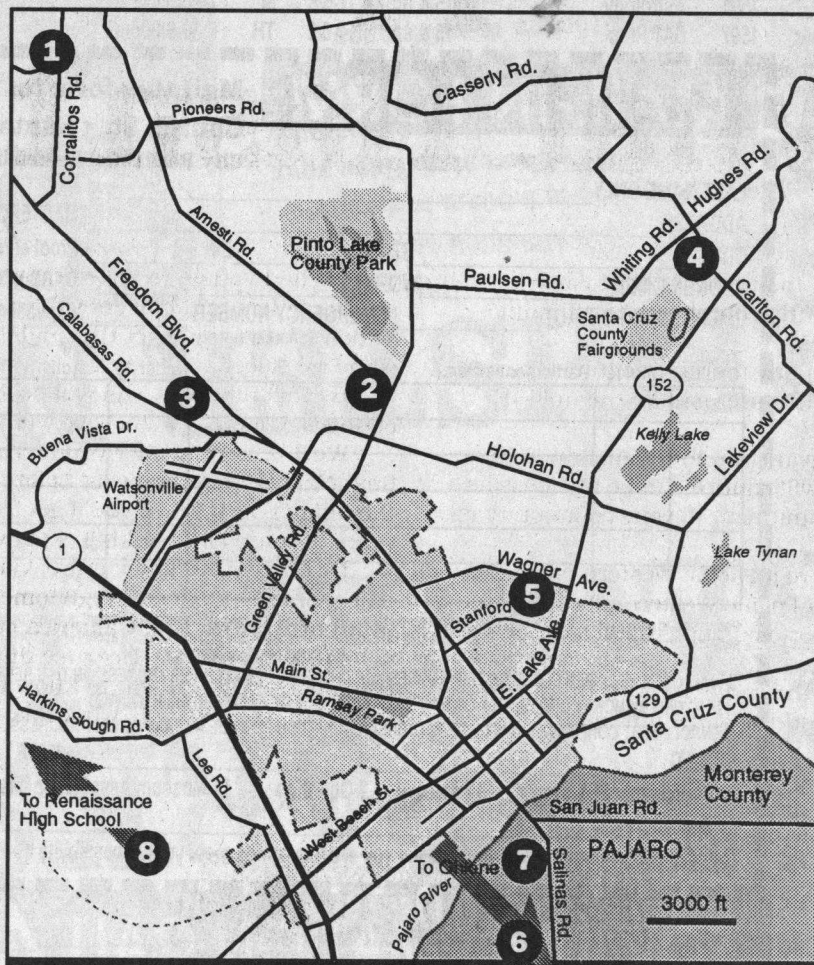 1
Corralitos Rd.
Pioneers Rd.
Casserly Rd.
Amesti Rd.
Pinto Lake
County Park
Hughes Rd.
Whiting Rd.
4
Paulsen Rd.
Carlton Rd.
Freedom Blvd.
Calabasas Rd
Santa Cruz
County
Fairgrounds
2
3
152
Buena Vista Dr.
Kelly Lake
Lakeview Dr.
Holohan Rd.
Watsonville
Airport
1
Green Valley Rd.
Lake Tynan
Wagner Ave.
5
Stanford
E. Lake Ave.
Main St.
Ramsay Park
129
Santa Cruz County
Harkins Slough Rd.
Lee Rd.
Monterey
County
To Renaissance
High School
San Juan Rd.
West Beach St.
8
PAJARO
7
To
Pajaro River
Salinas Rd.
3000 ft
6